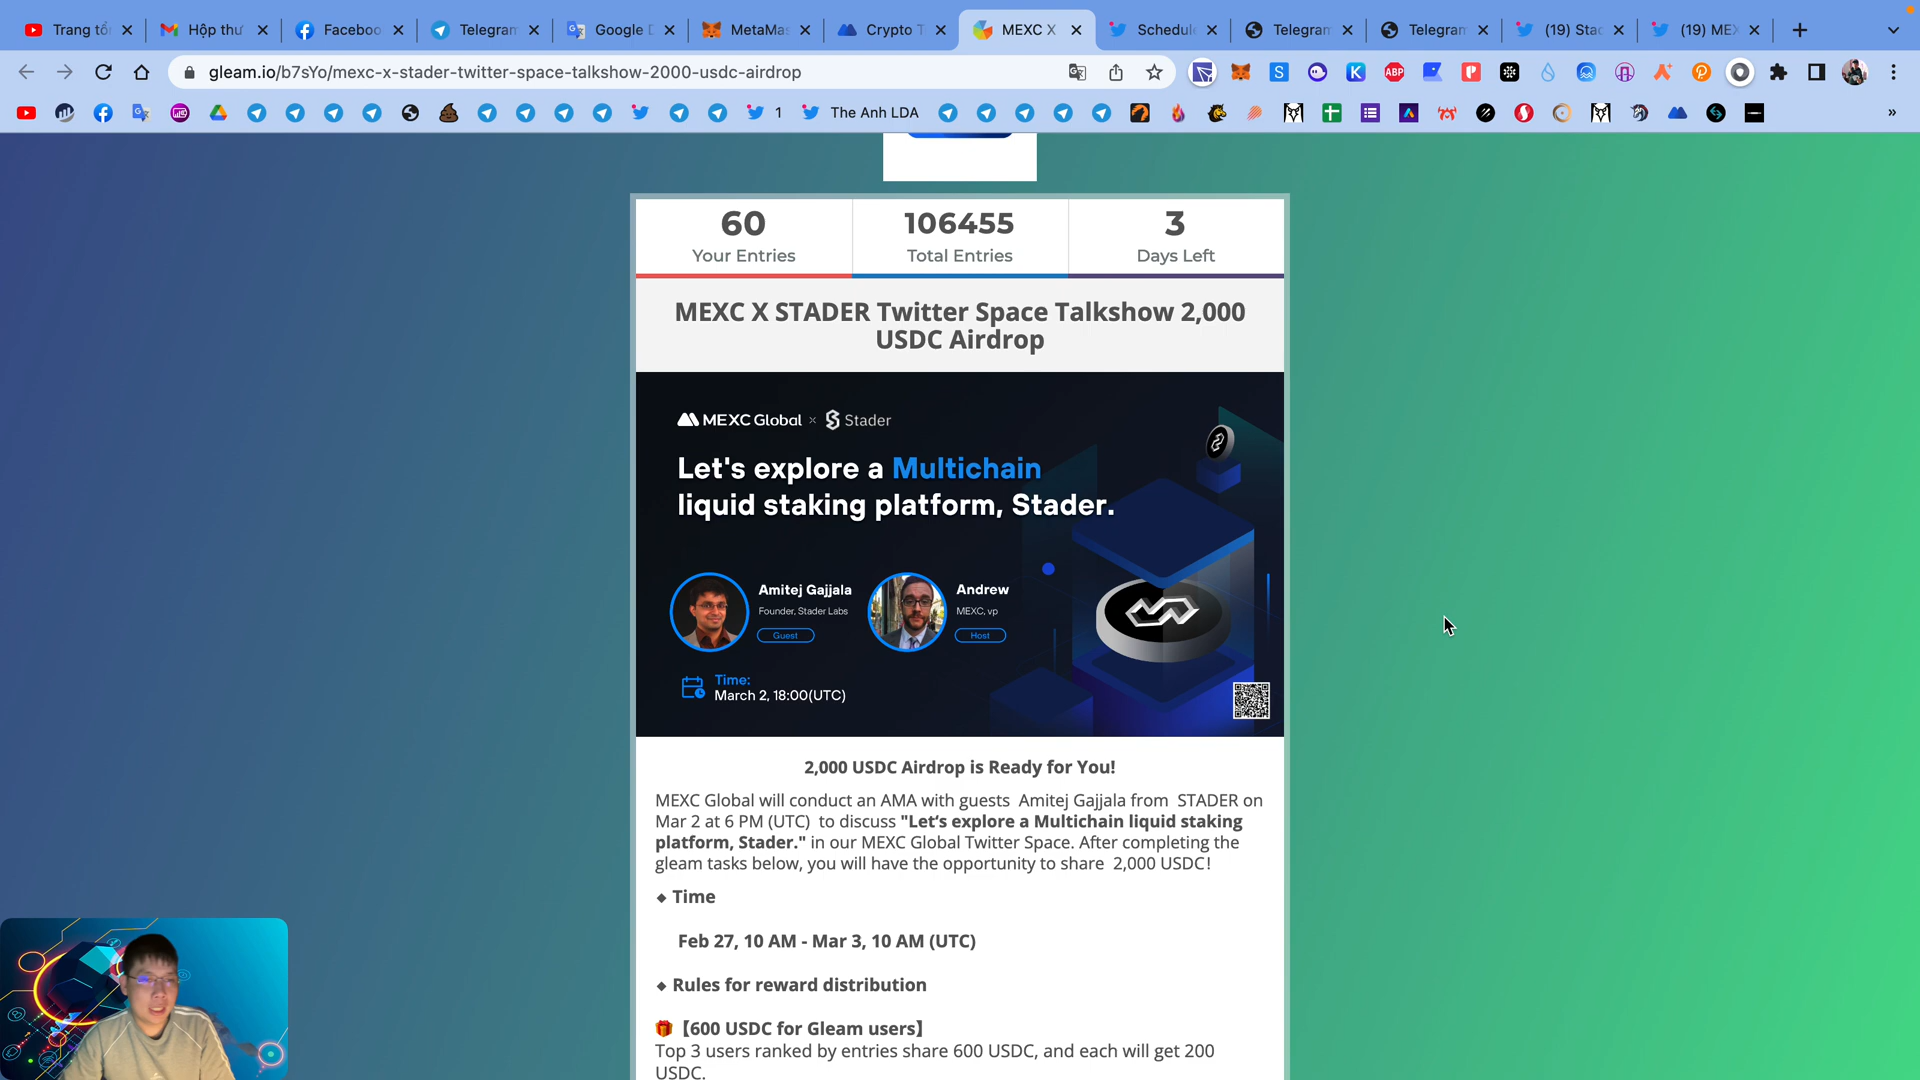 Trang tổ
Hộp thư
Faceboo
Telegram
Google D
MetaMas
Crypto T
MEXC X
Schedule
Telegram
Telegram
(19) Stad
(19) MEX
gleam.io/b7sYo/mexc-x-stader-twitter-space-talkshow-2000-usdc-airdrop
1
The Anh LDA
60
Your Entries
106455
Total Entries
3
Days Left
MEXC X STADER Twitter Space Talkshow 2,000
USDC Airdrop
MEXC Global × Stader
Let's explore a Multichain
liquid staking platform, Stader.
Amitej Gajjala
Founder, Stader Labs
Guest
Andrew
MEXC, vp
Host
Time:
March 2, 18:00(UTC)
2,000 USDC Airdrop is Ready for You!
MEXC Global will conduct an AMA with guests Amitej Gajjala from STADER on
Mar 2 at 6 PM (UTC) to discuss "Let's explore a Multichain liquid staking
platform, Stader." in our MEXC Global Twitter Space. After completing the
gleam tasks below, you will have the opportunity to share 2,000 USDC!
◆ Time
Feb 27, 10 AM - Mar 3, 10 AM (UTC)
◆ Rules for reward distribution
🎁【600 USDC for Gleam users】
Top 3 users ranked by entries share 600 USDC, and each will get 200
USDC.